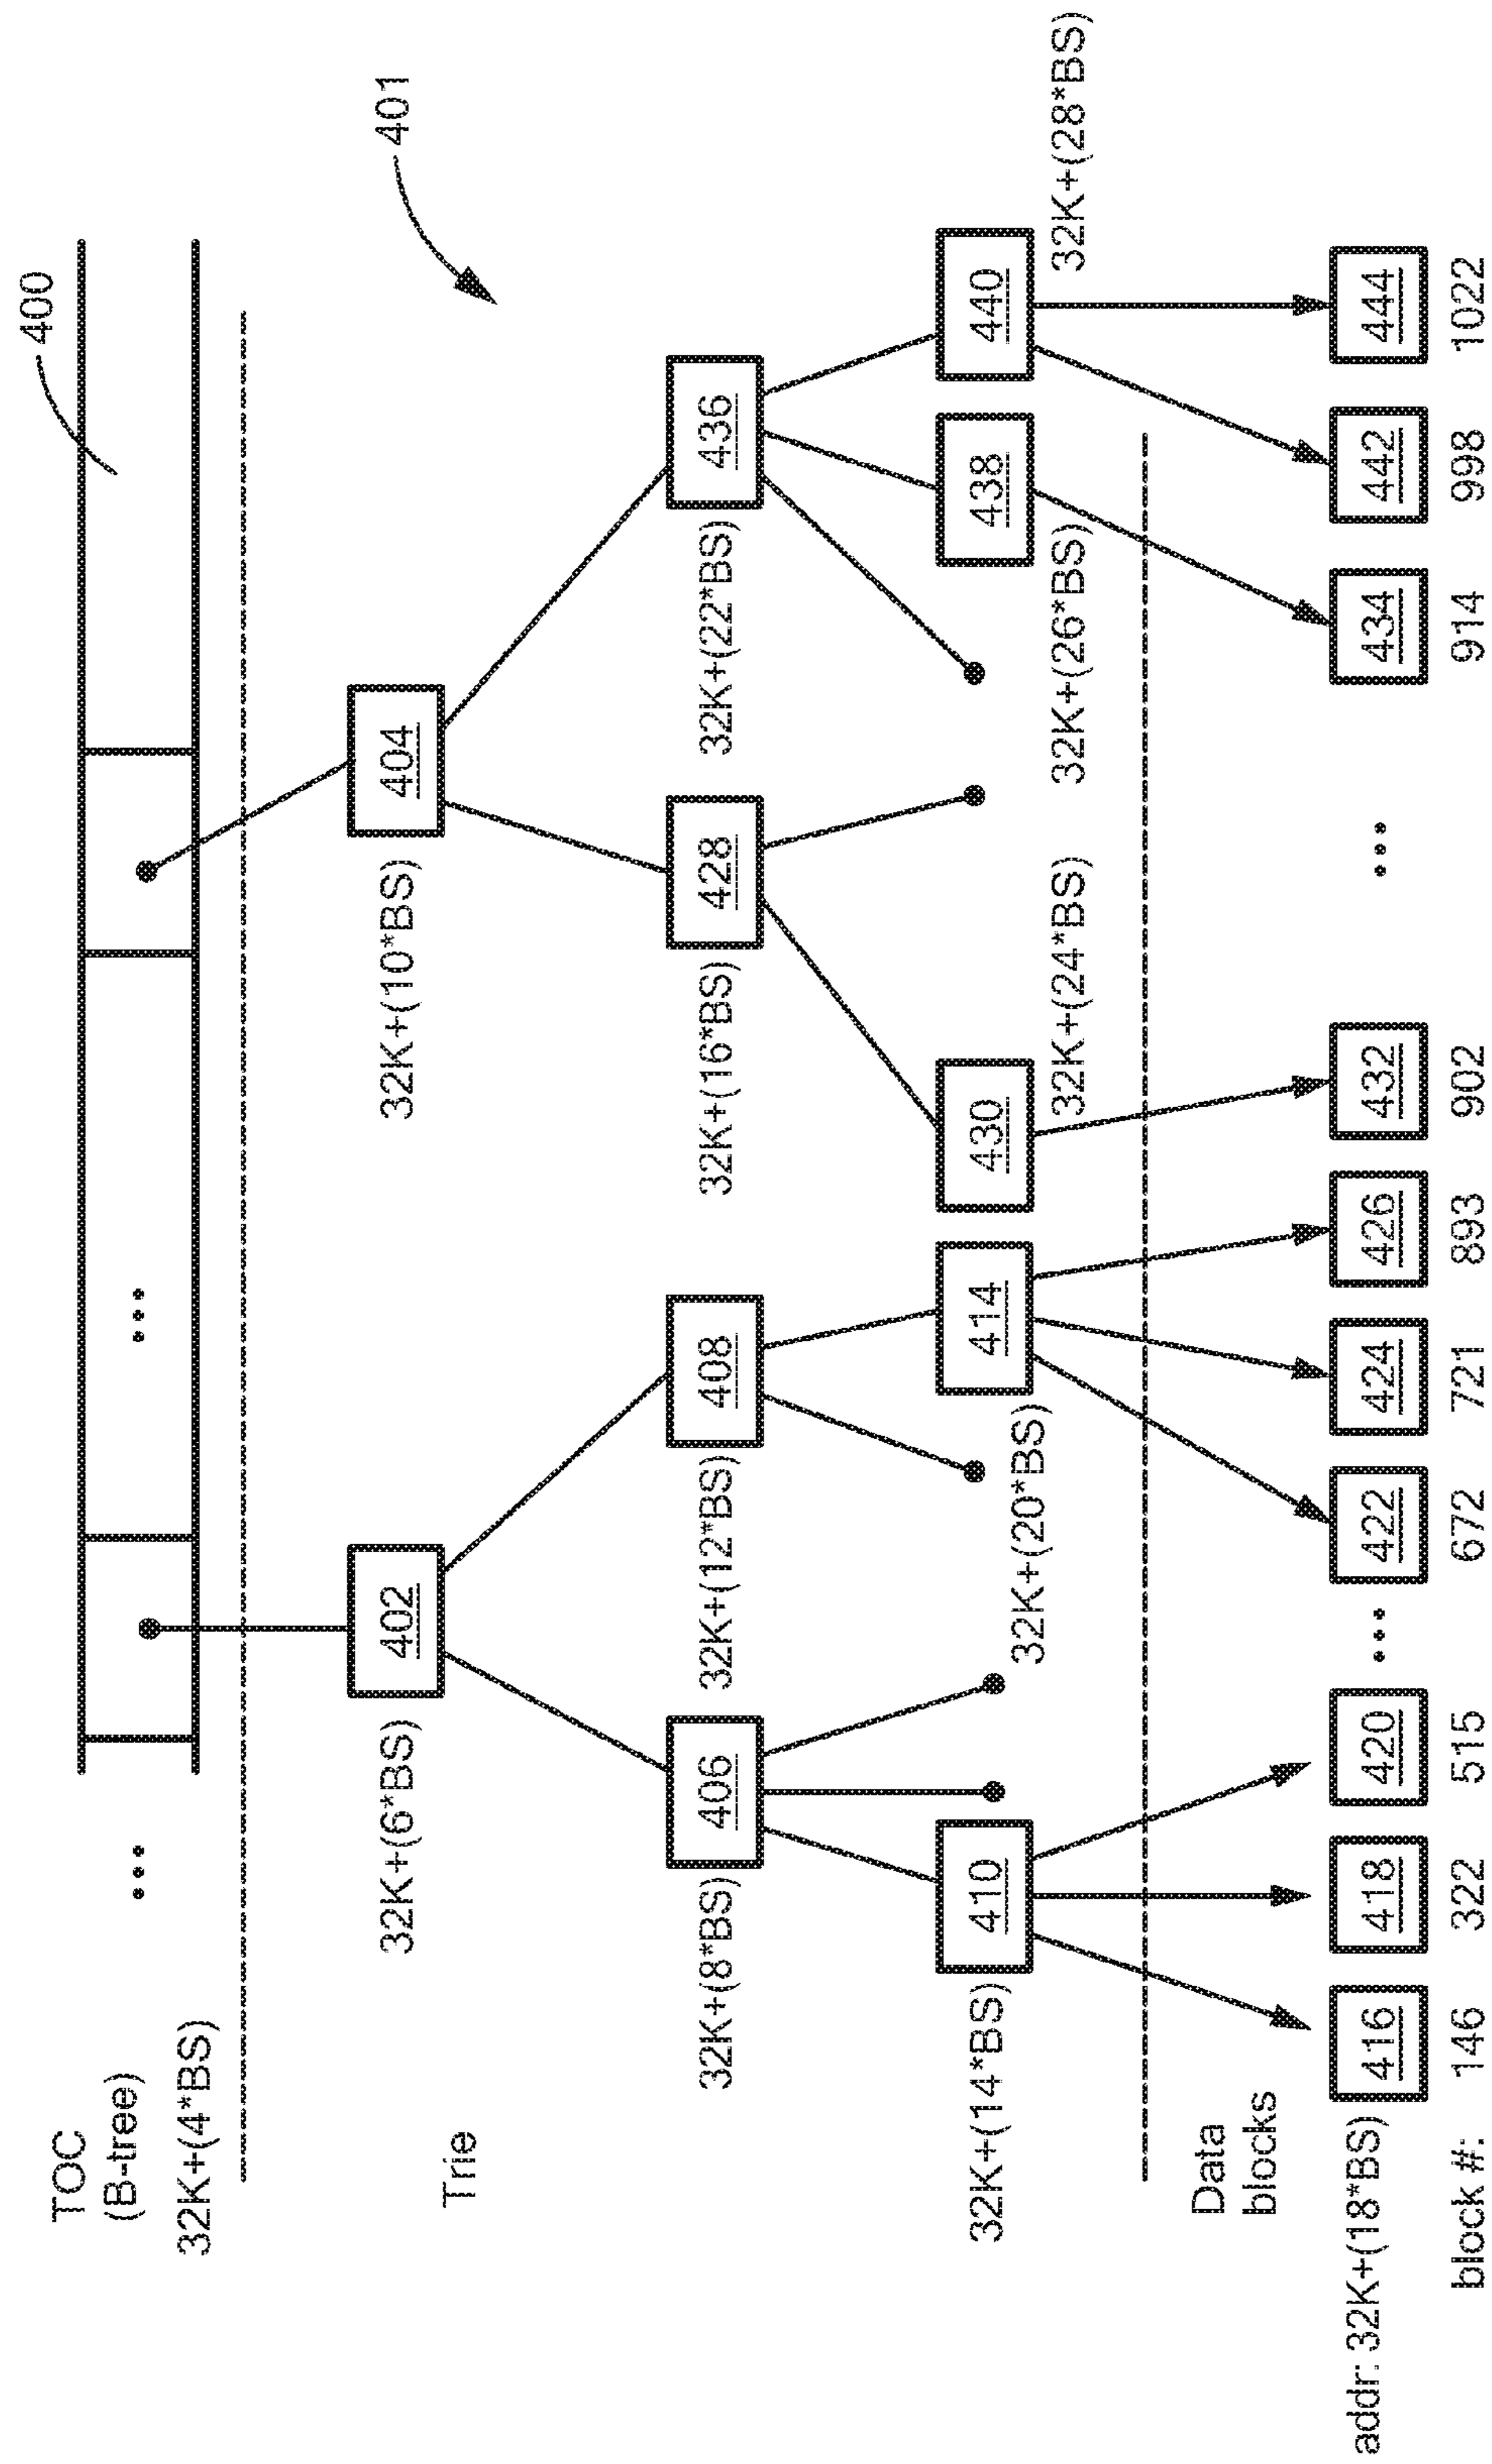 400
TOC
(B-tree)
32K+(4*BS)
...
...
401
Trie
32K+(6*BS)
402
32K+(10*BS)
404
32K+(8*BS)
406
32K+(12*BS)
408
32K+(16*BS)
428
32K+(22*BS)
436
32K+(14*BS)
410
32K+(20*BS)
414
430
32K+(24*BS)
438
32K+(26*BS)
440
32K+(28*BS)
Data
blocks
addr: 32K+(18*BS)
416 418 420 ... 422 424 426 432 ... 434 442 444
block #: 146 322 515 672 721 893 902 914 998 1022